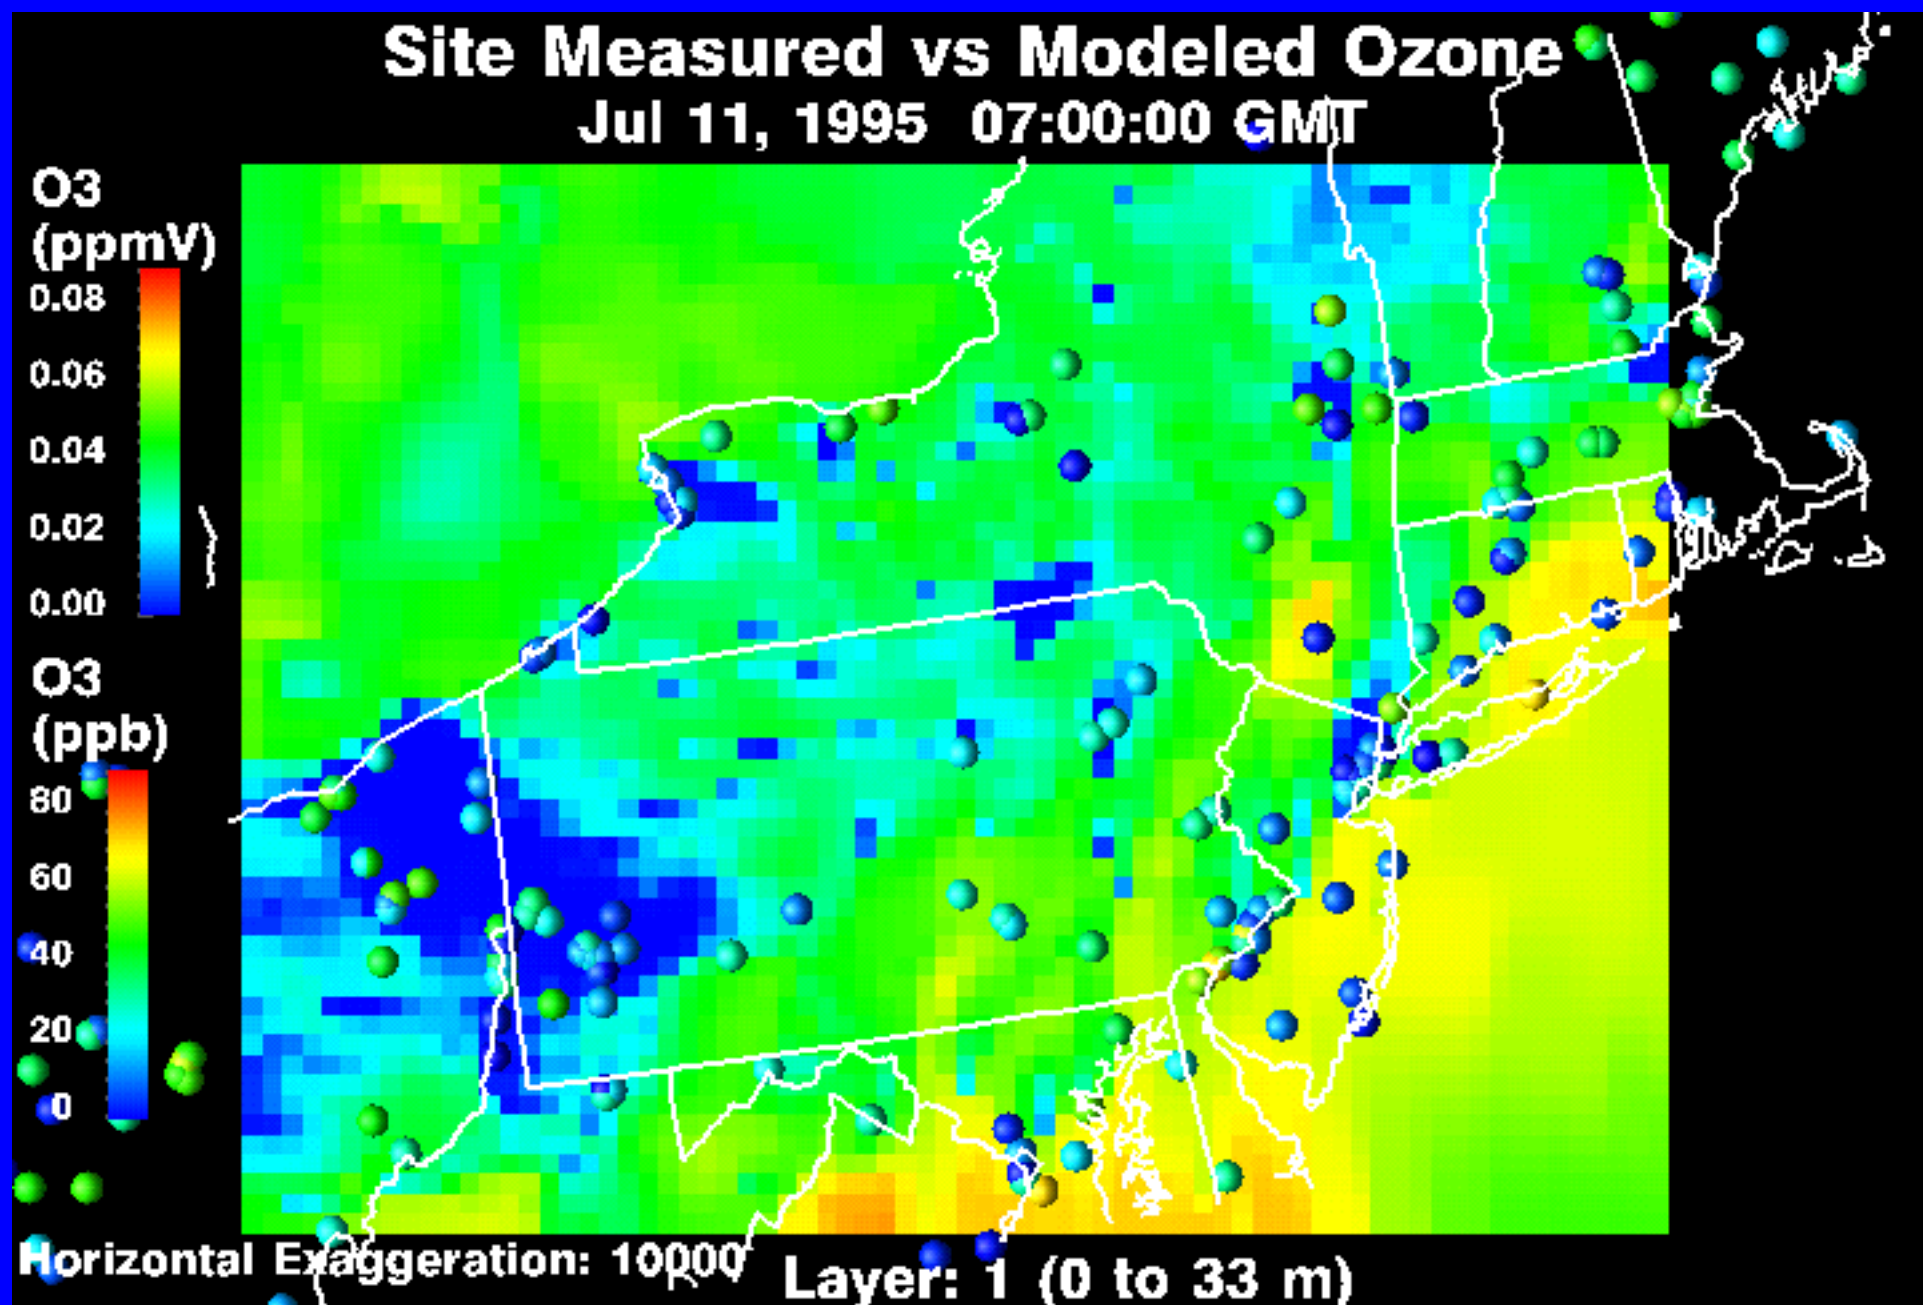 Site Measured vs Modeled Ozone
Jul 11, 1995 07:00:00 GMT
O3
(ppmV)
0.08
0.06
0.04
0.02
0.00
O3
(ppb)
80
60
40
20
0
Horizontal Exaggeration: 10000
Layer: 1 (0 to 33 m)